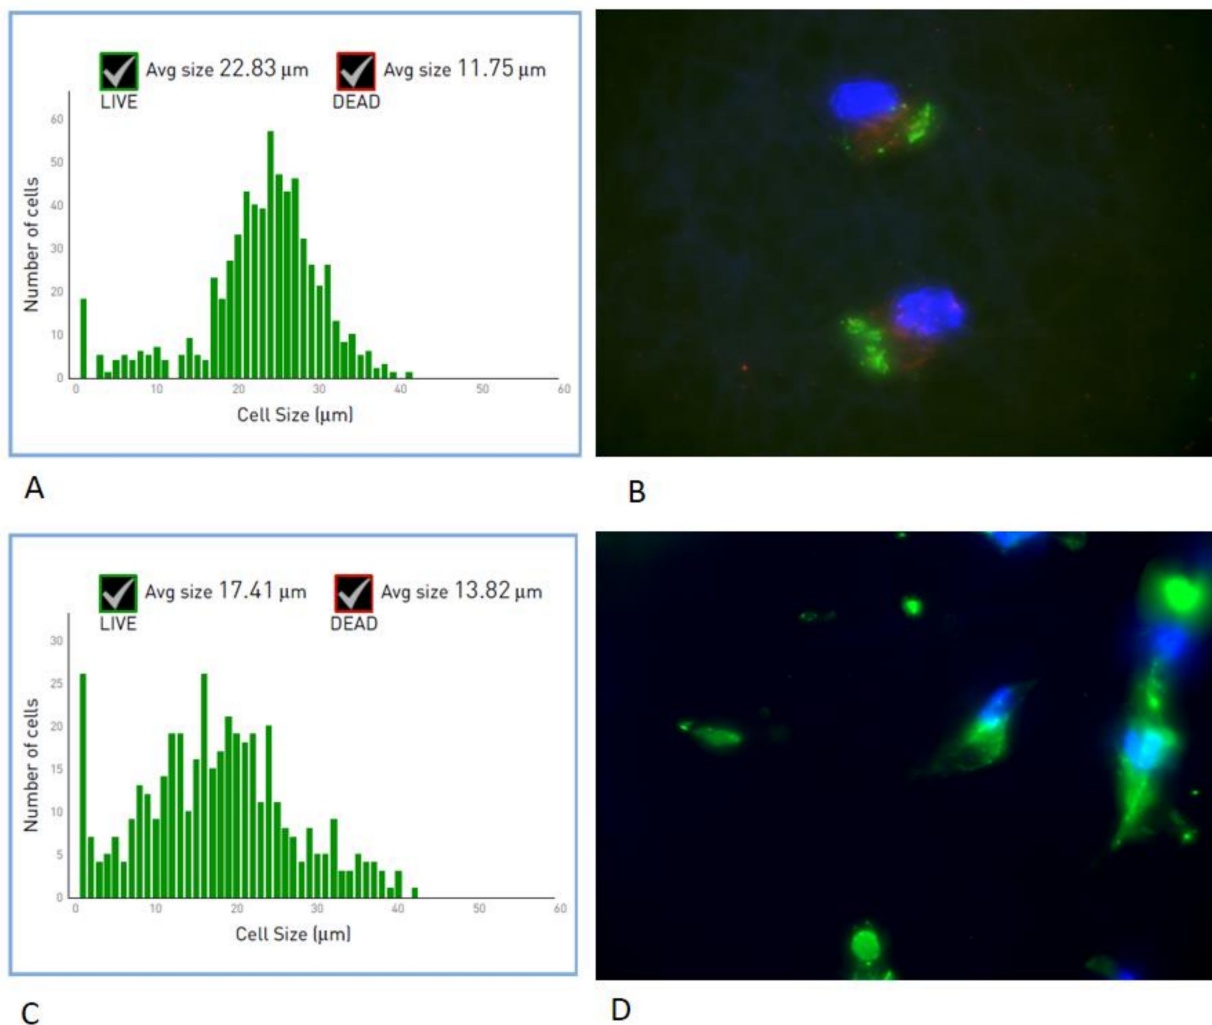 Avg size 22.83 μm
Avg size 11.75 μm
LIVE
DEAD
Number of cells
60
50
40
30
20
10
0
0 10 20 30 40 50 60
Cell Size (μm)
A
B
Avg size 17.41 μm
Avg size 13.82 μm
LIVE
DEAD
Number of cells
30
25
20
15
10
5
0
0 10 20 30 40 50 60
Cell Size (μm)
C
D